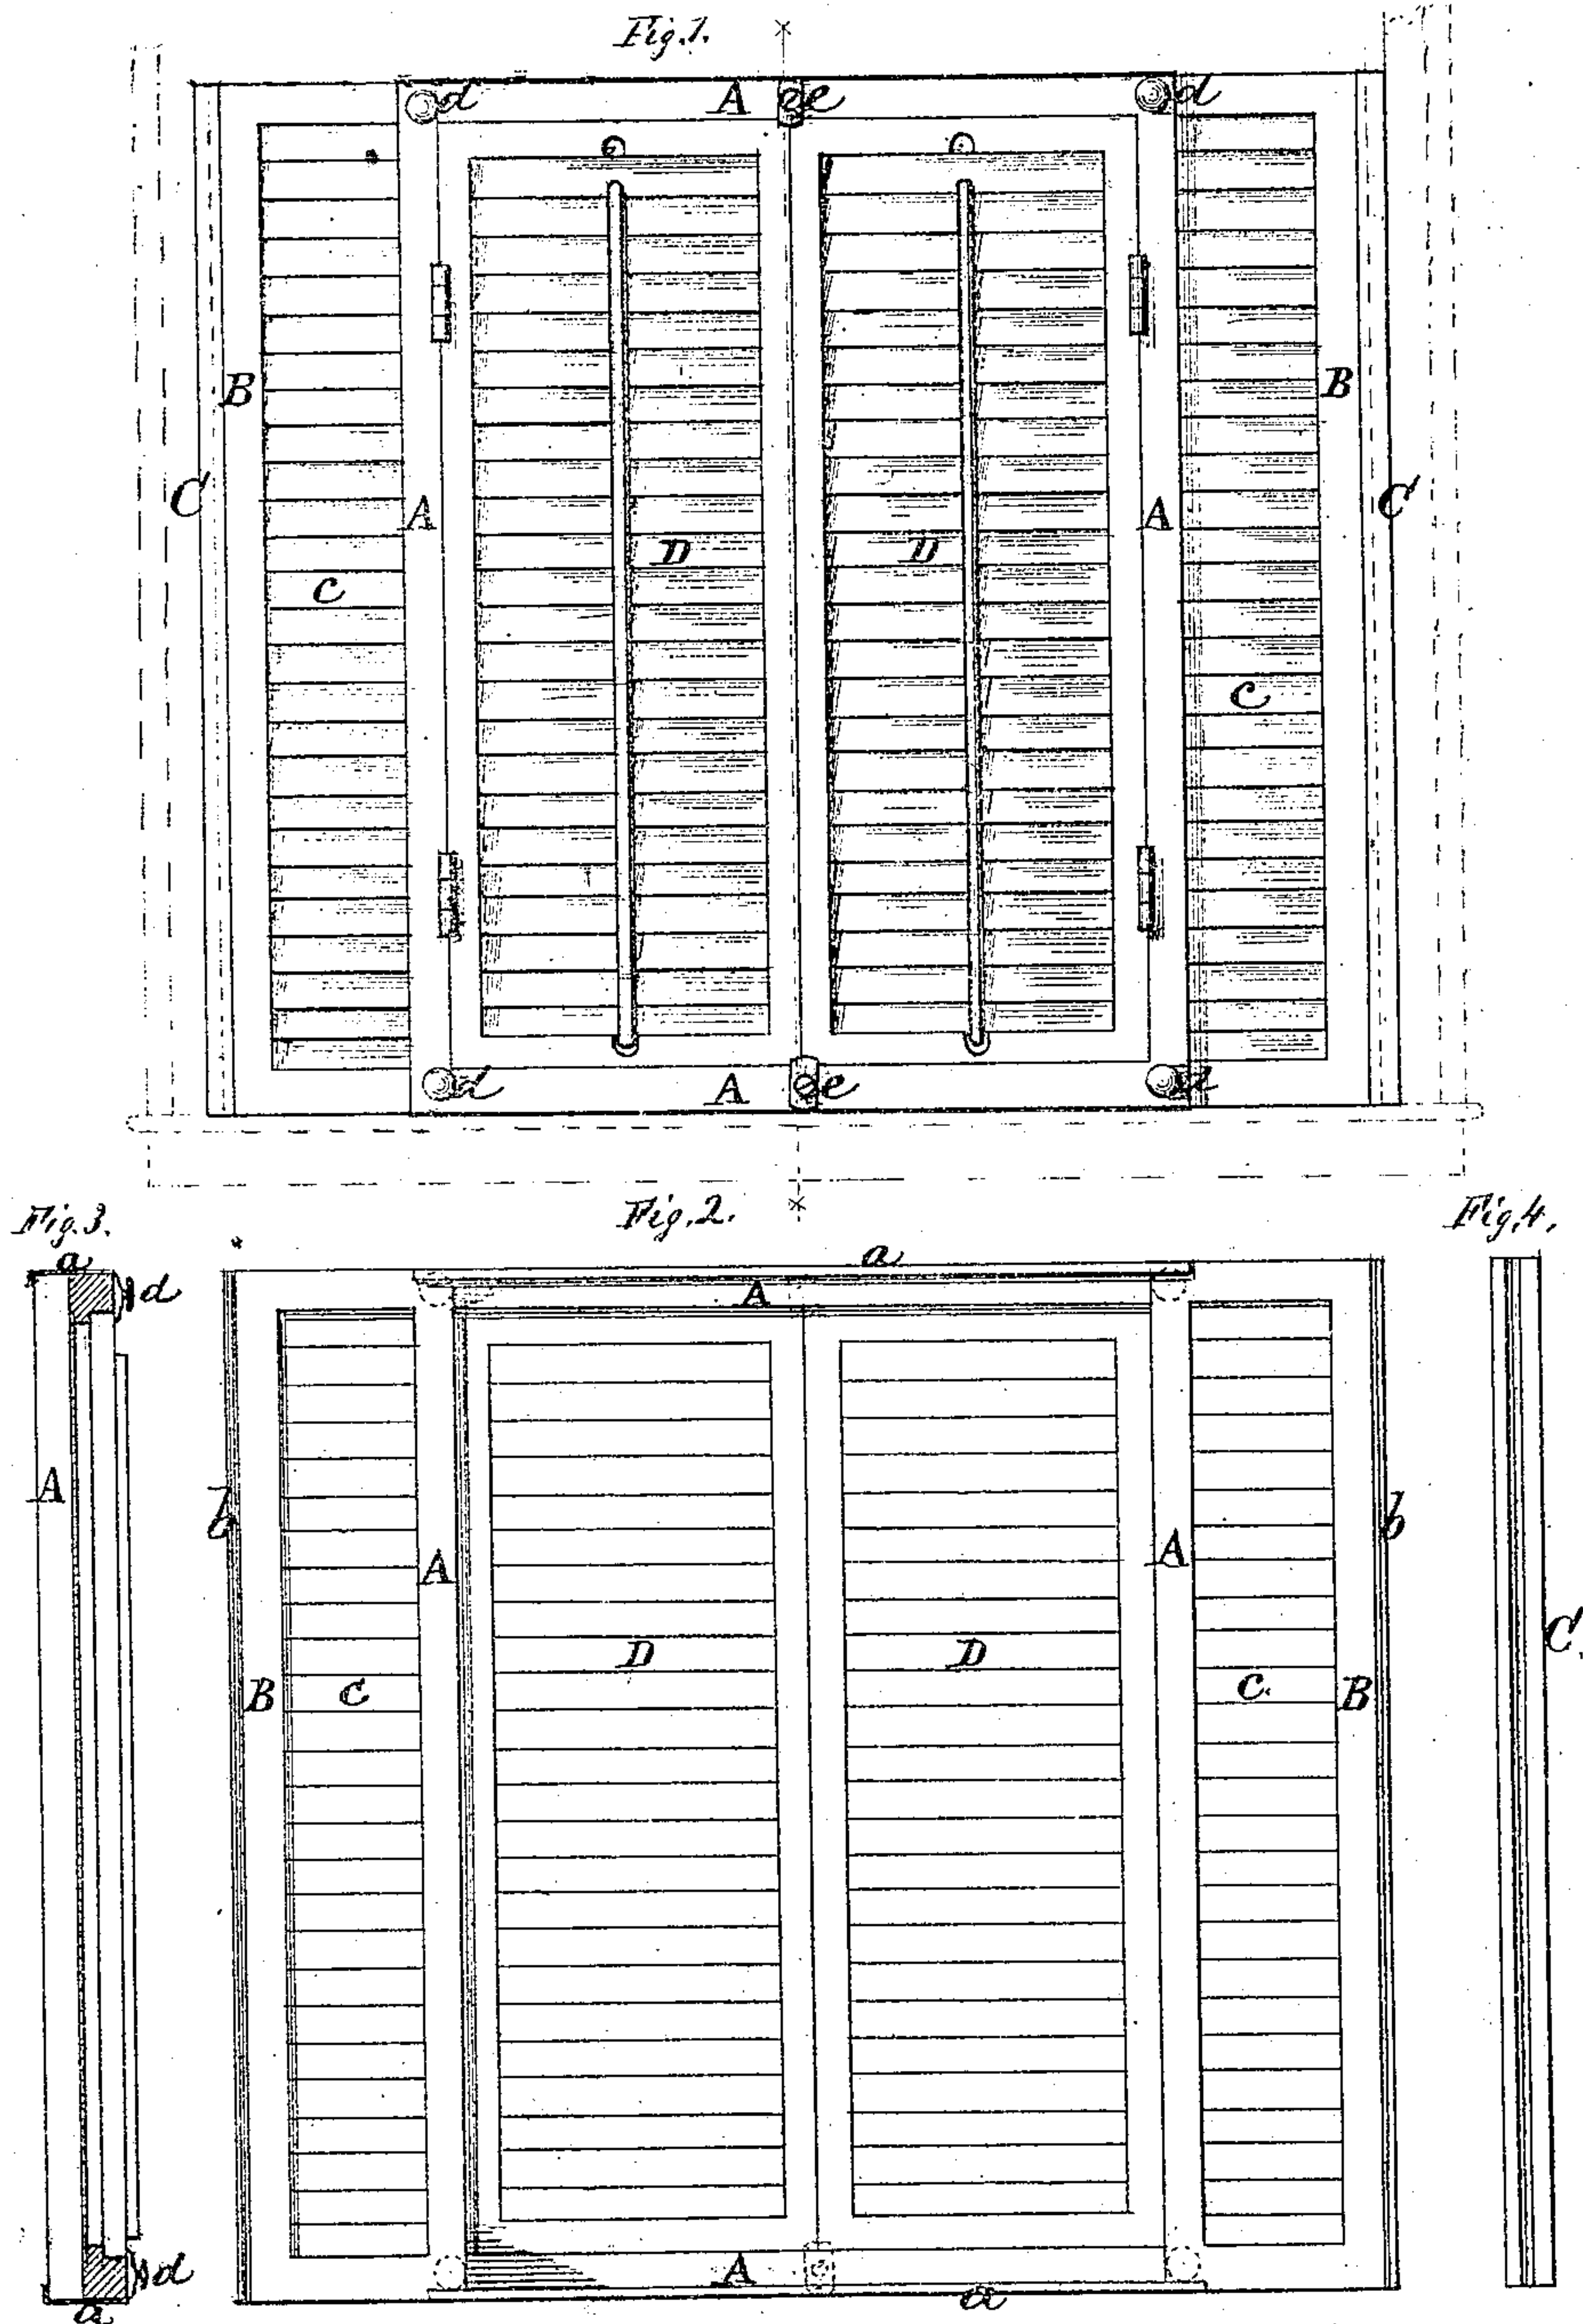 Fig.1.
d A e d
B B
C A A C
D D
c
c
d A e d
Fig.3. Fig.2. Fig.4.
a a
d A
A b b
A A
C.
D D
B c c. B
d A
a a